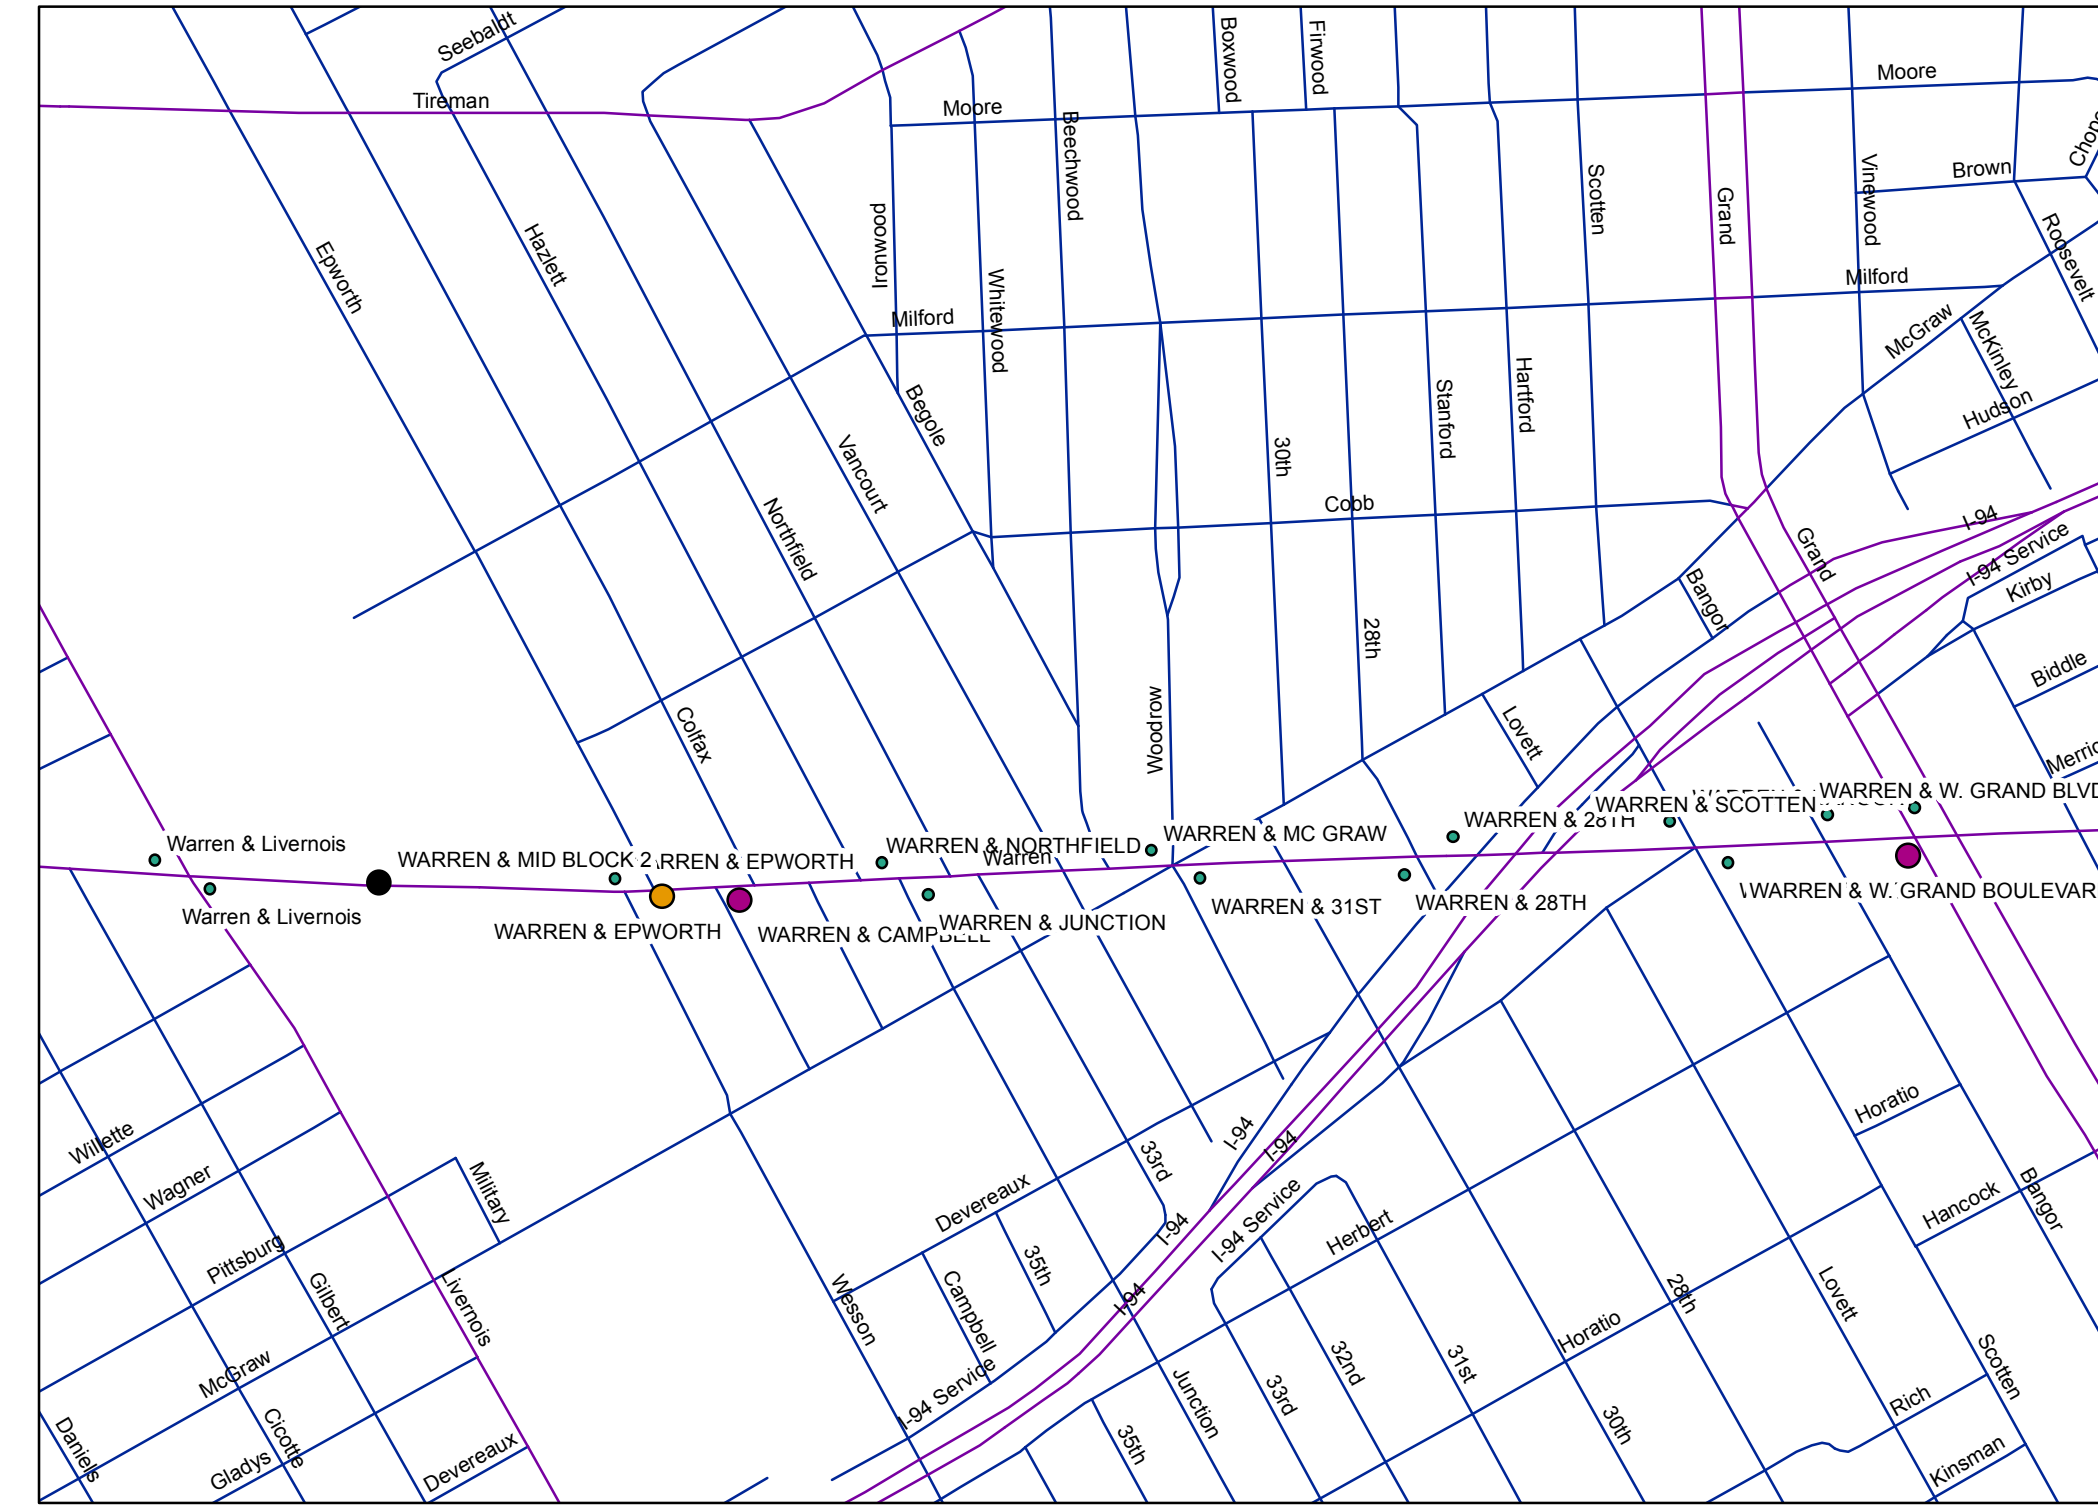 Seebaldt
Boxwood
Firwood
Moore
Tireman
Moore
Beechwood
Scotten
Vinewood
Brown
Grand
Roosevelt
Ironwood
Hazlett
Epworth
Whitewood
Milford
Milford
McGraw
McKinley
Hudson
Begole
Hartford
Stanford
Vancourt
30th
Northfield
Cobb
I-94
Grand
I-94 Service
Kirby
Bangor
28th
Biddle
Woodrow
Colfax
Lovett
WARREN & W. GRAND BLVD
WARREN & SCOTTEN
WARREN & 28TH
WARREN & MC GRAW
Warren & Livernois
WARREN & NORTHFIELD
Warren
WARREN & MID BLOCK 2
WARREN & EPWORTH
WARREN & W. GRAND BOULEVAR
WARREN & 28TH
WARREN & 31ST
Warren & Livernois
WARREN & JUNCTION
WARREN & CAMPBELL
WARREN & EPWORTH
Horatio
Willette
I-94
I-94
33rd
Wagner
Military
Devereaux
Hancock
Bangor
I-94 Service
I-94
Herbert
Pittsburg
35th
Gilbert
Livernois
Wesson
Campbell
I-94
28th
Lovett
Horatio
McGraw
I-94 Service
32nd
31st
Scotten
33rd
Junction
Rich
30th
Daniels
Cicotte
Gladys
Devereaux
35th
Kinsman